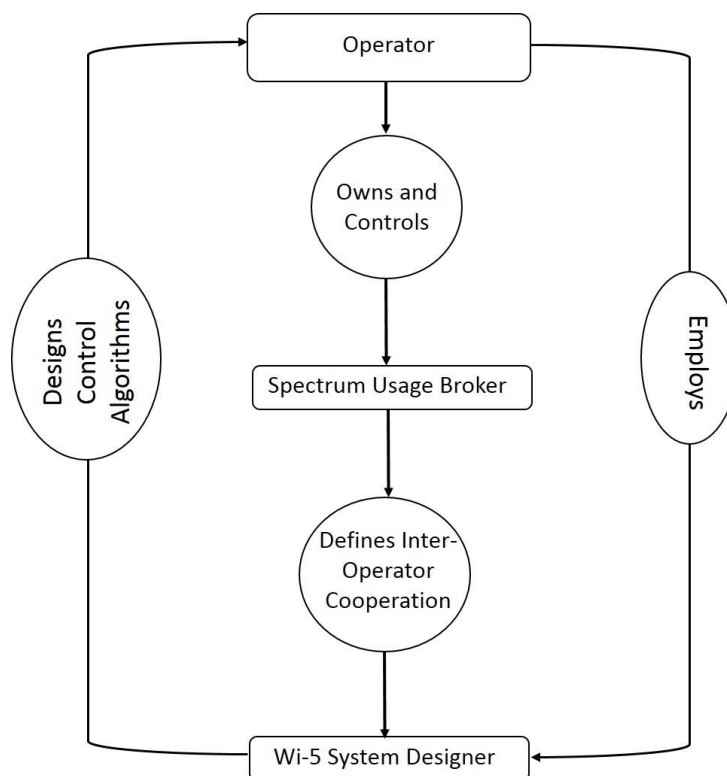 Operator
Owns and
Controls
Designs
Control
Algorithms
Employs
Spectrum Usage Broker
Defines Inter-
Operator
Cooperation
Wi-5 System Designer